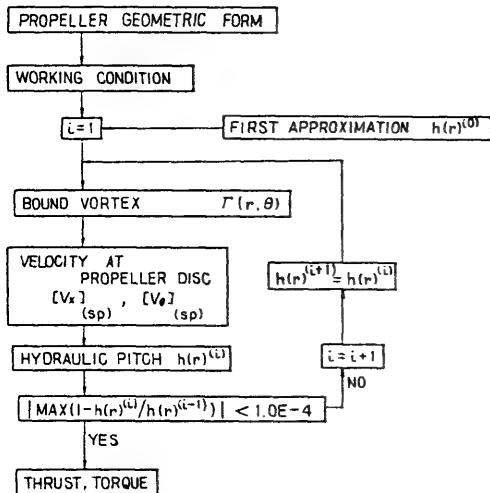 PROPELLER GEOMETRIC FORM
WORKING CONDITION
i=1
FIRST APPROXIMATION h(r)^(0)
BOUND VORTEX Γ(r,θ)
VELOCITY AT
PROPELLER DISC
[Vx](sp) , [Vθ](sp)
h(r)^(i+1)=h(r)^(i)
HYDRAULIC PITCH h(r)^(i)
i=i+1
NO
|MAX(1-h(r)^(i)/h(r)^(i-1))| < 1.0E-4
YES
THRUST, TORQUE